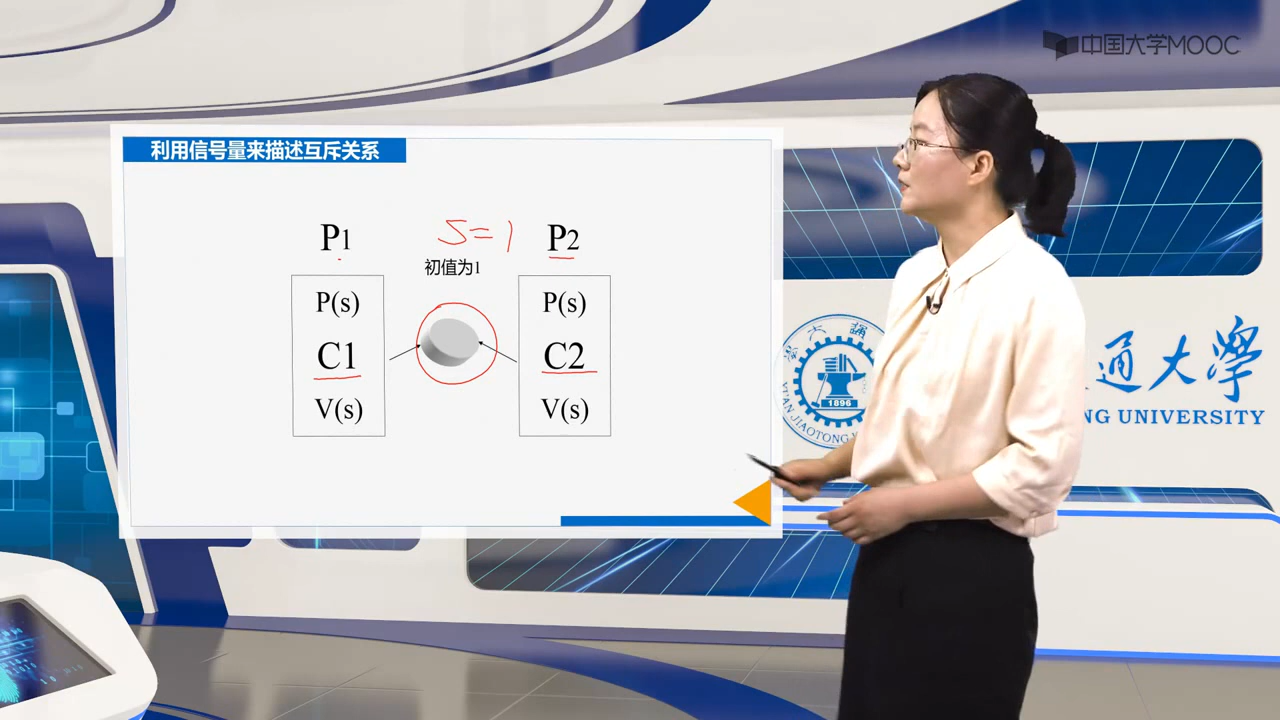 中国大学MOOC
利用信号量来描述互斥关系
P1
S=1
P2
初值为1
P(s)
P(s)
C1
C2
V(s)
V(s)
通大学
NG UNIVERSITY
1896